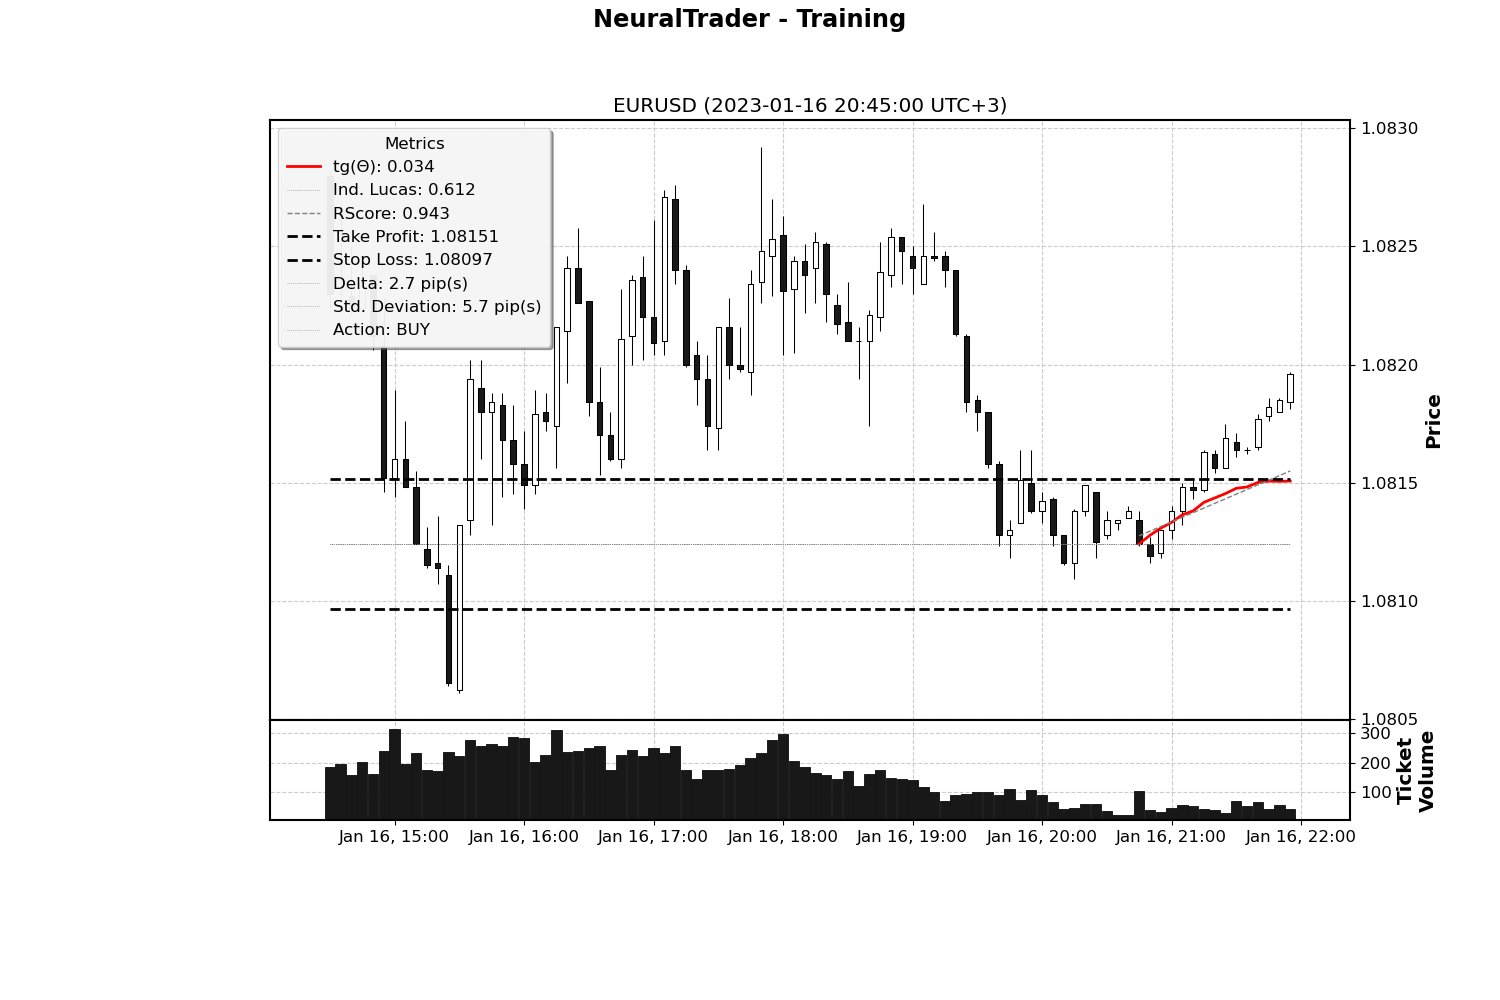 NeuralTrader - Training
EURUSD (2023-01-16 20:45:00 UTC+3)
Metrics
tg(Θ): 0.034
Ind. Lucas: 0.612
RScore: 0.943
Take Profit: 1.08151
Stop Loss: 1.08097
Delta: 2.7 pip(s)
Std. Deviation: 5.7 pip(s)
Action: BUY
1.0830
1.0825
1.0820
1.0815
1.0810
1.0805
Price
300
200
100
Ticket
Volume
Jan 16, 15:00
Jan 16, 16:00
Jan 16, 17:00
Jan 16, 18:00
Jan 16, 19:00
Jan 16, 20:00
Jan 16, 21:00
Jan 16, 22:00